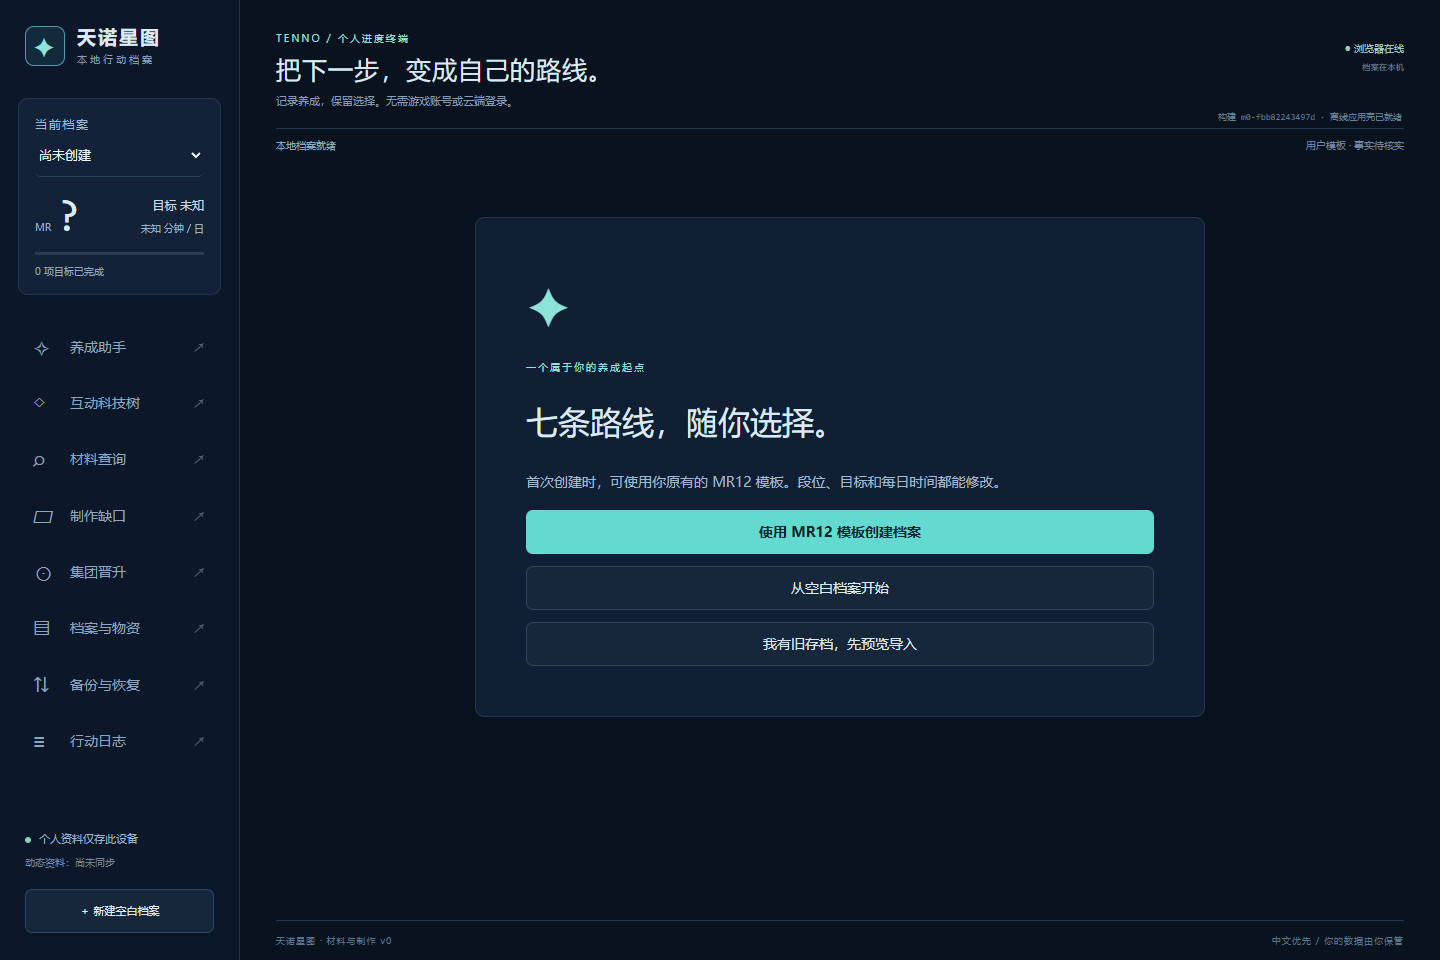 天诺星图
本地行动档案
当前档案
尚未创建
MR ?
目标 未知
未知 分钟 / 日
0 项目标已完成
养成助手
互动科技树
材料查询
制作缺口
集团晋升
档案与物资
备份与恢复
行动日志
个人资料仅存此设备
动态资料：尚未同步
+ 新建空白档案
TENNO / 个人进度终端
把下一步，变成自己的路线。
记录养成，保留选择。无需游戏账号或云端登录。
浏览器在线
档案在本机
构建 m0-fbb82243497d · 离线应用壳已就绪
本地档案就绪
用户模板 · 事实待核实
一个属于你的养成起点
七条路线，随你选择。
首次创建时，可使用你原有的 MR12 模板。段位、目标和每日时间都能修改。
使用 MR12 模板创建档案
从空白档案开始
我有旧存档，先预览导入
天诺星图 · 材料与制作 v0
中文优先 / 你的数据由你保管